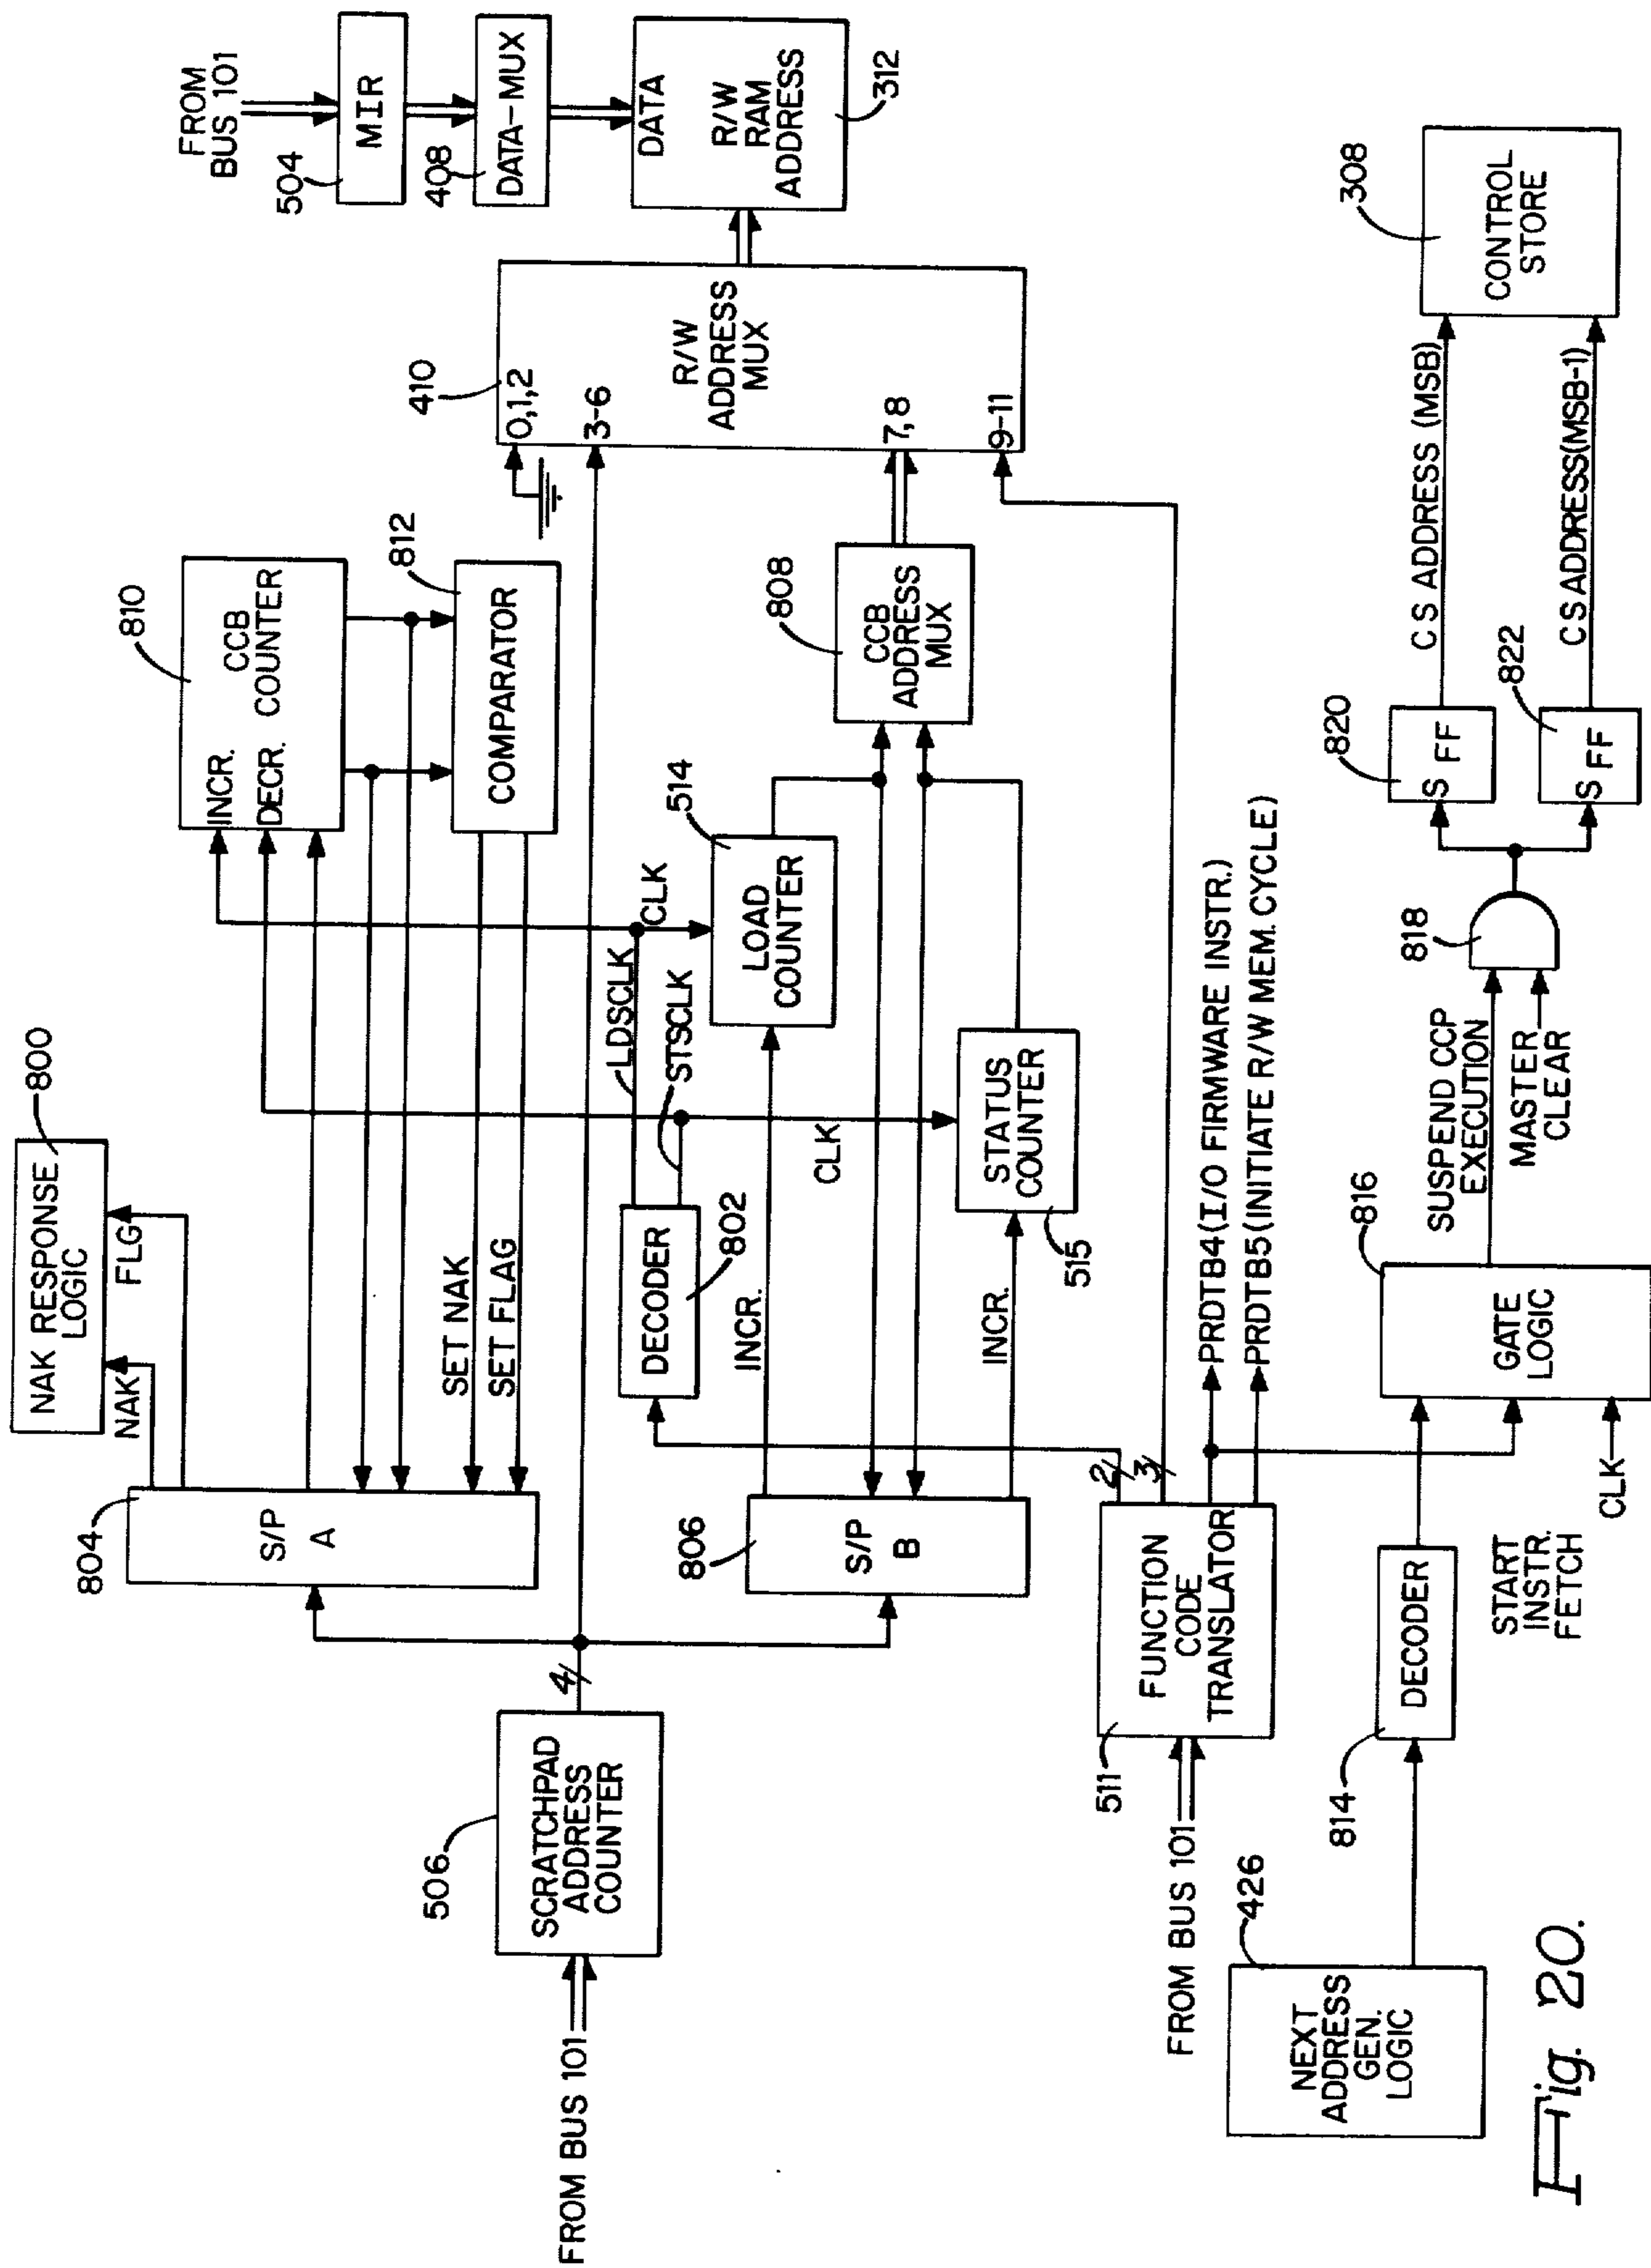 FROM
BUS 101
504
MIR
408
DATA-MUX
DATA
R/W
RAM
ADDRESS
312
410
0,1,2
3-6
R/W
ADDRESS
MUX
7, 8
9-11
810
INCR.
DECR.
CCB
COUNTER
812
COMPARATOR
800
NAK RESPONSE
LOGIC
NAK
FLG
804
S/P
A
SET NAK
SET FLAG
LDSCLK
CLK
STSCLK
514
LOAD
COUNTER
808
CCB
ADDRESS
MUX
DECODER
802
INCR.
CLK
STATUS
COUNTER
515
INCR.
806
S/P
B
4
506
SCRATCHPAD
ADDRESS
COUNTER
FROM BUS 101
2
3
511
FUNCTION
CODE
TRANSLATOR
FROM BUS 101
PRDTB4(I/O FIRMWARE INSTR.)
PRDTB5(INITIATE R/W MEM. CYCLE)
426
NEXT
ADDRESS
GEN.
LOGIC
814
DECODER
START
INSTR.
FETCH
CLK
816
GATE
LOGIC
SUSPEND CCP
EXECUTION
MASTER
CLEAR
818
820
S
FF
822
S
FF
CS ADDRESS (MSB)
CS ADDRESS(MSB-1)
308
CONTROL
STORE
Fig. 20.